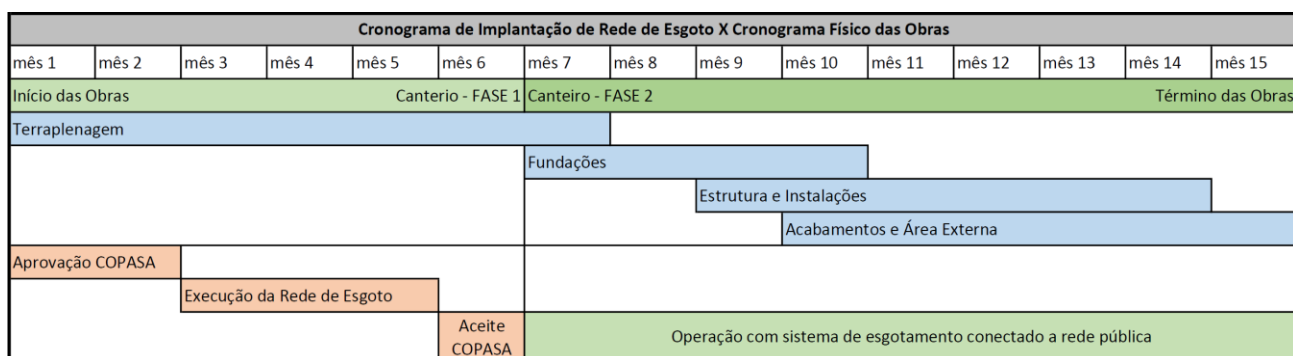 Cronograma de Implantação de Rede de Esgoto X Cronograma Físico das Obras
mês 1 mês 2 mês 3 mês 4 mês 5 mês 6 mês 7 mês 8 mês 9 mês 10 mês 11 mês 12 mês 13 mês 14 mês 15
Início das Obras Canterio - FASE 1 Canteiro - FASE 2 Término das Obras
Terraplenagem
Fundações
Estrutura e Instalações
Acabamentos e Área Externa
Aprovação COPASA
Execução da Rede de Esgoto
Aceite
COPASA
Operação com sistema de esgotamento conectado a rede pública